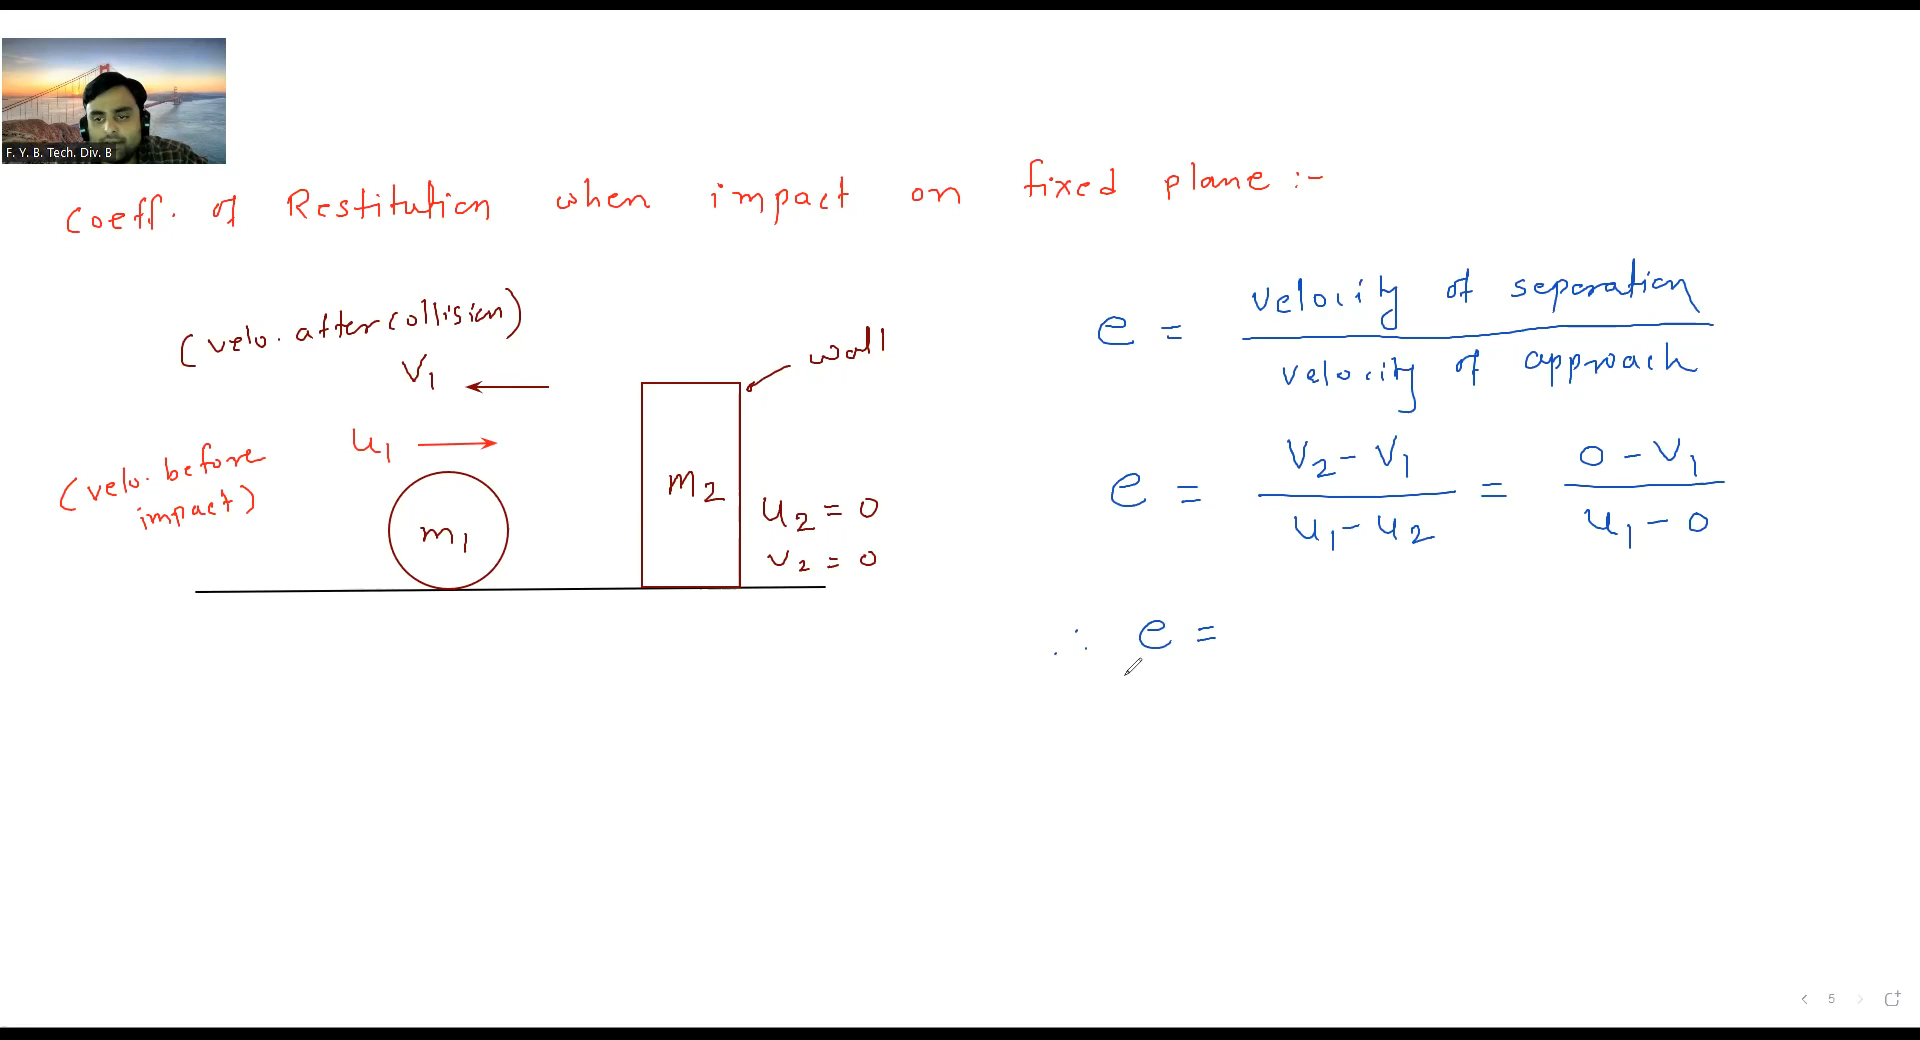 F. Y. B. Tech. Div. B
Coeff. of Restitution when impact on fixed plane :-
(velo. after collision)
V₁
wall
u₁
(velo. before
impact)
m₁
m₂
u₂ = 0
v₂ = 0
e = velocity of separation
velocity of approach
e = V₂ - V₁ / u₁ - u₂ = 0 - V₁ / u₁ - 0
∴ e =
5